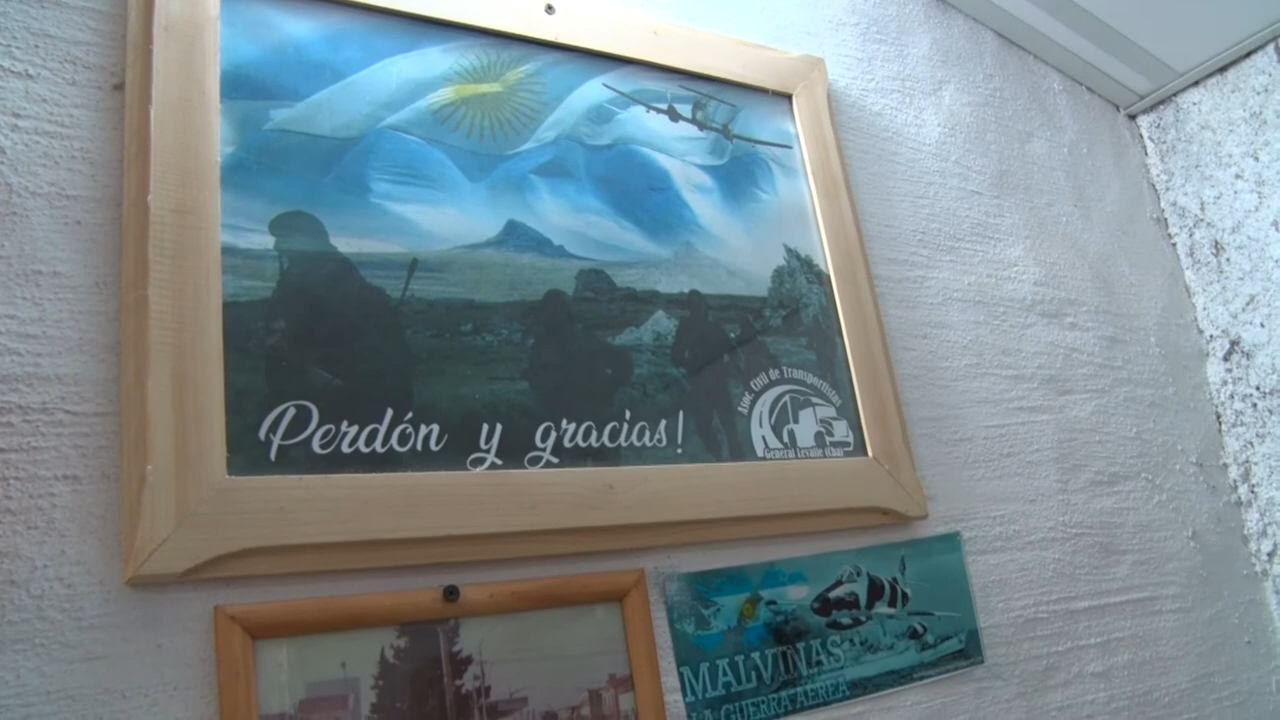 Perdón y gracias!
Asoc. Civil de Transportistas
General Levalle (Cba)
MALVINAS
LA GUERRA AÉREA